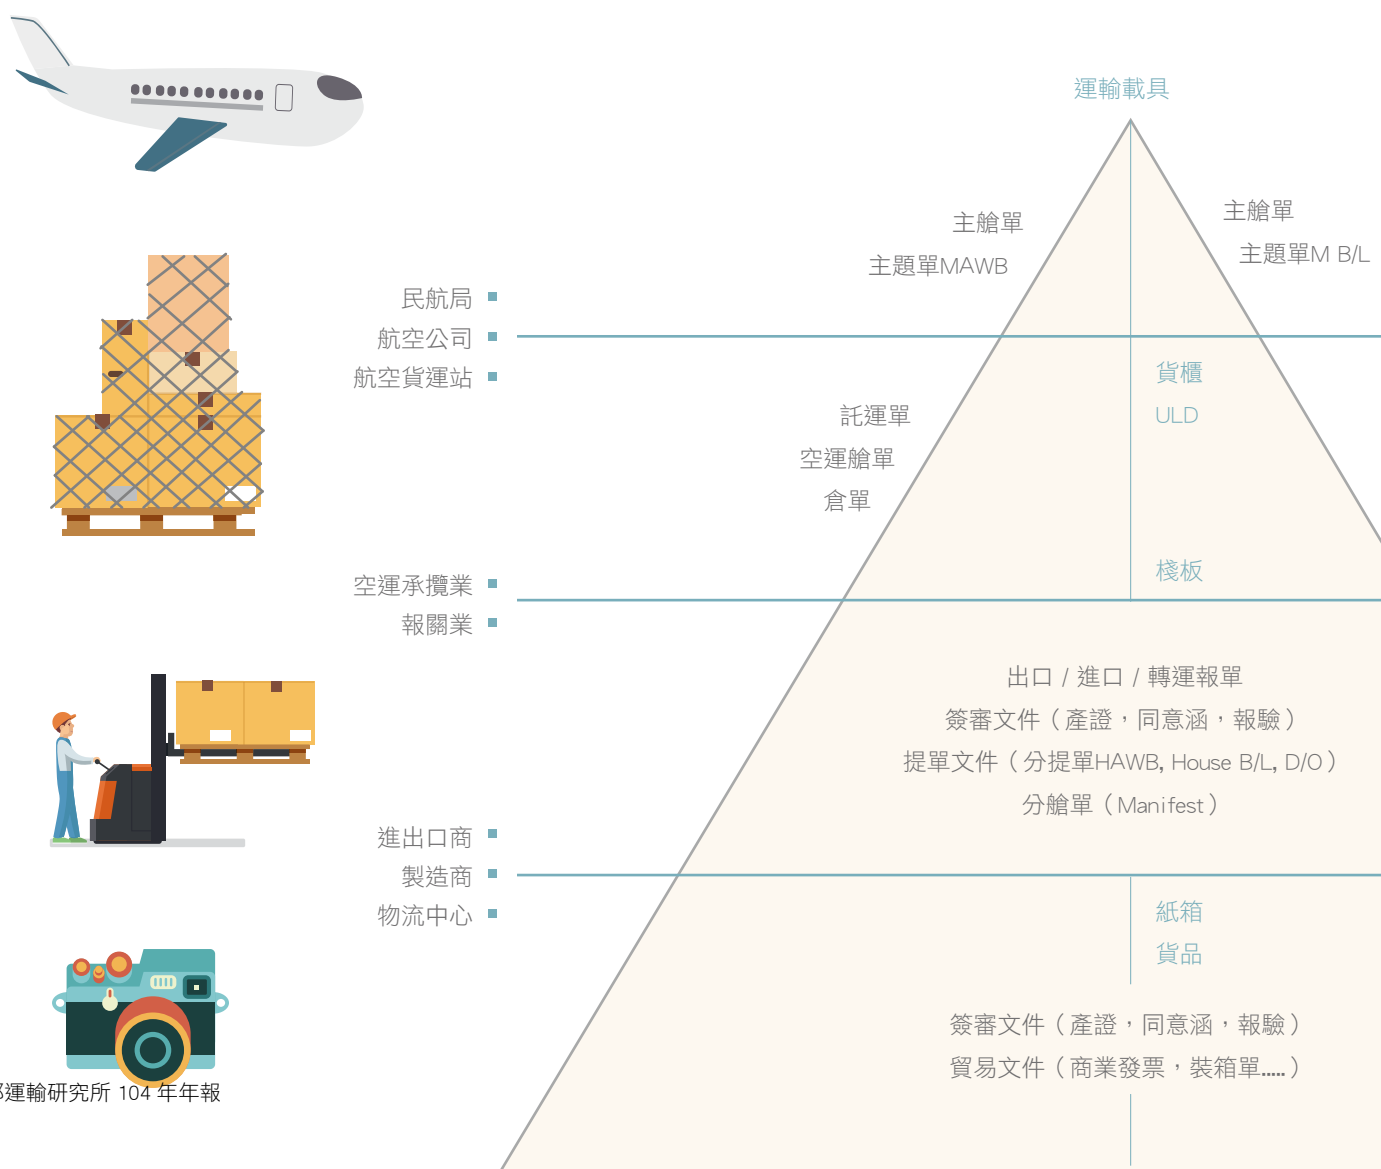 運輸載具
主艙單
主題單MAWB
主艙單
主題單M B/L
民航局
航空公司
航空貨運站
貨櫃
ULD
託運單
空運艙單
倉單
棧板
空運承攬業
報關業
出口 / 進口 / 轉運報單
簽審文件（產證，同意涵，報驗）
提單文件（分提單HAWB, House B/L, D/O）
分艙單（Manifest）
進出口商
製造商
物流中心
紙箱
貨品
簽審文件（產證，同意涵，報驗）
貿易文件（商業發票，裝箱單.....）
運輸研究所 104 年年報